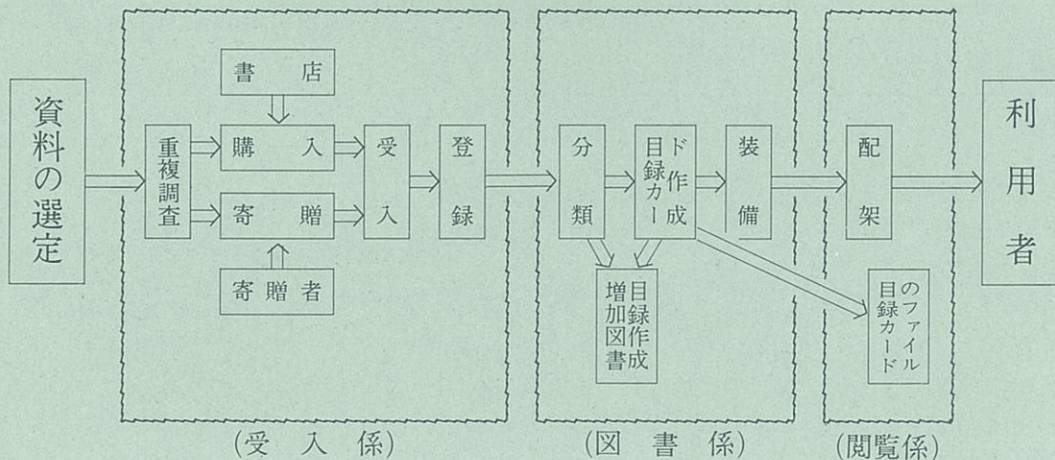 資料の選定
重複調査
書店
購入
寄贈
寄贈者
受入
登録
(受入係)
分類
目録カー
ド作成
装備
増加図書
目録作成
(図書係)
配架
目録カード
のファイル
(閲覧係)
利用者